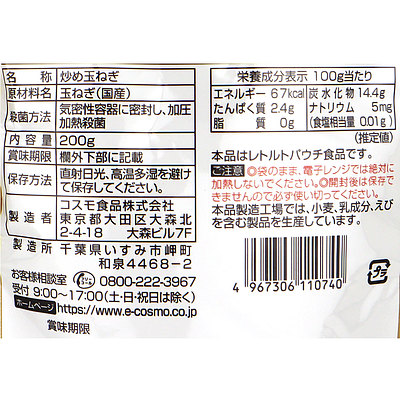 名称 炒め玉ねぎ
原材料名 玉ねぎ(国産)
殺菌方法 気密性容器に密封し、加圧
加熱殺菌
内容量 200g
賞味期限 欄外下部に記載
保存方法 直射日光、高温多湿を避け
て保存してください。
製造者 コスモ食品株式会社
東京都大田区大森北
2-4-18 大森ビル7F
製造所 千葉県いすみ市岬町
和泉4468-2
お客様相談室 0800-222-3967
受付 9:00〜17:00(土・日・祝日は除く)
ホームページ https://www.e-cosmo.co.jp
賞味期限
栄養成分表示 100g当たり
エネルギー 67kcal 炭水化物 14.4g
たんぱく質 2.4g ナトリウム 5mg
脂質 0g (食塩相当量 0.01g)
(推定値)
本品はレトルトパウチ食品です。
ご注意 ◎袋のまま、電子レンジでは絶対に
加熱しないでください。◎開封後は保存で
きませんので必ず使い切ってください。
本品製造工場では、小麦、乳成分、えび
を含む製品を生産しています。
4 967306 110740
プラ